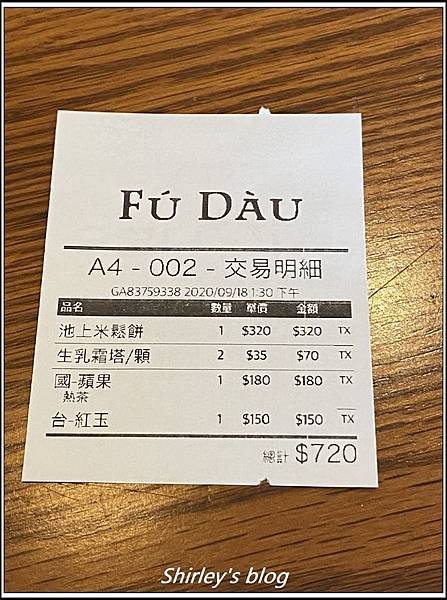 FÚ DÀU
A4 - 002 - 交易明細
GA83759338 2020/09/18 1:30 下午
品名 數量 單價 金額
池上米鬆餅 1 $320 $320 TX
生乳霜塔/顆 2 $35 $70 TX
國-蘋果 1 $180 $180 TX
熱茶
台-紅玉 1 $150 $150 TX
總計 $720
Shirley's blog